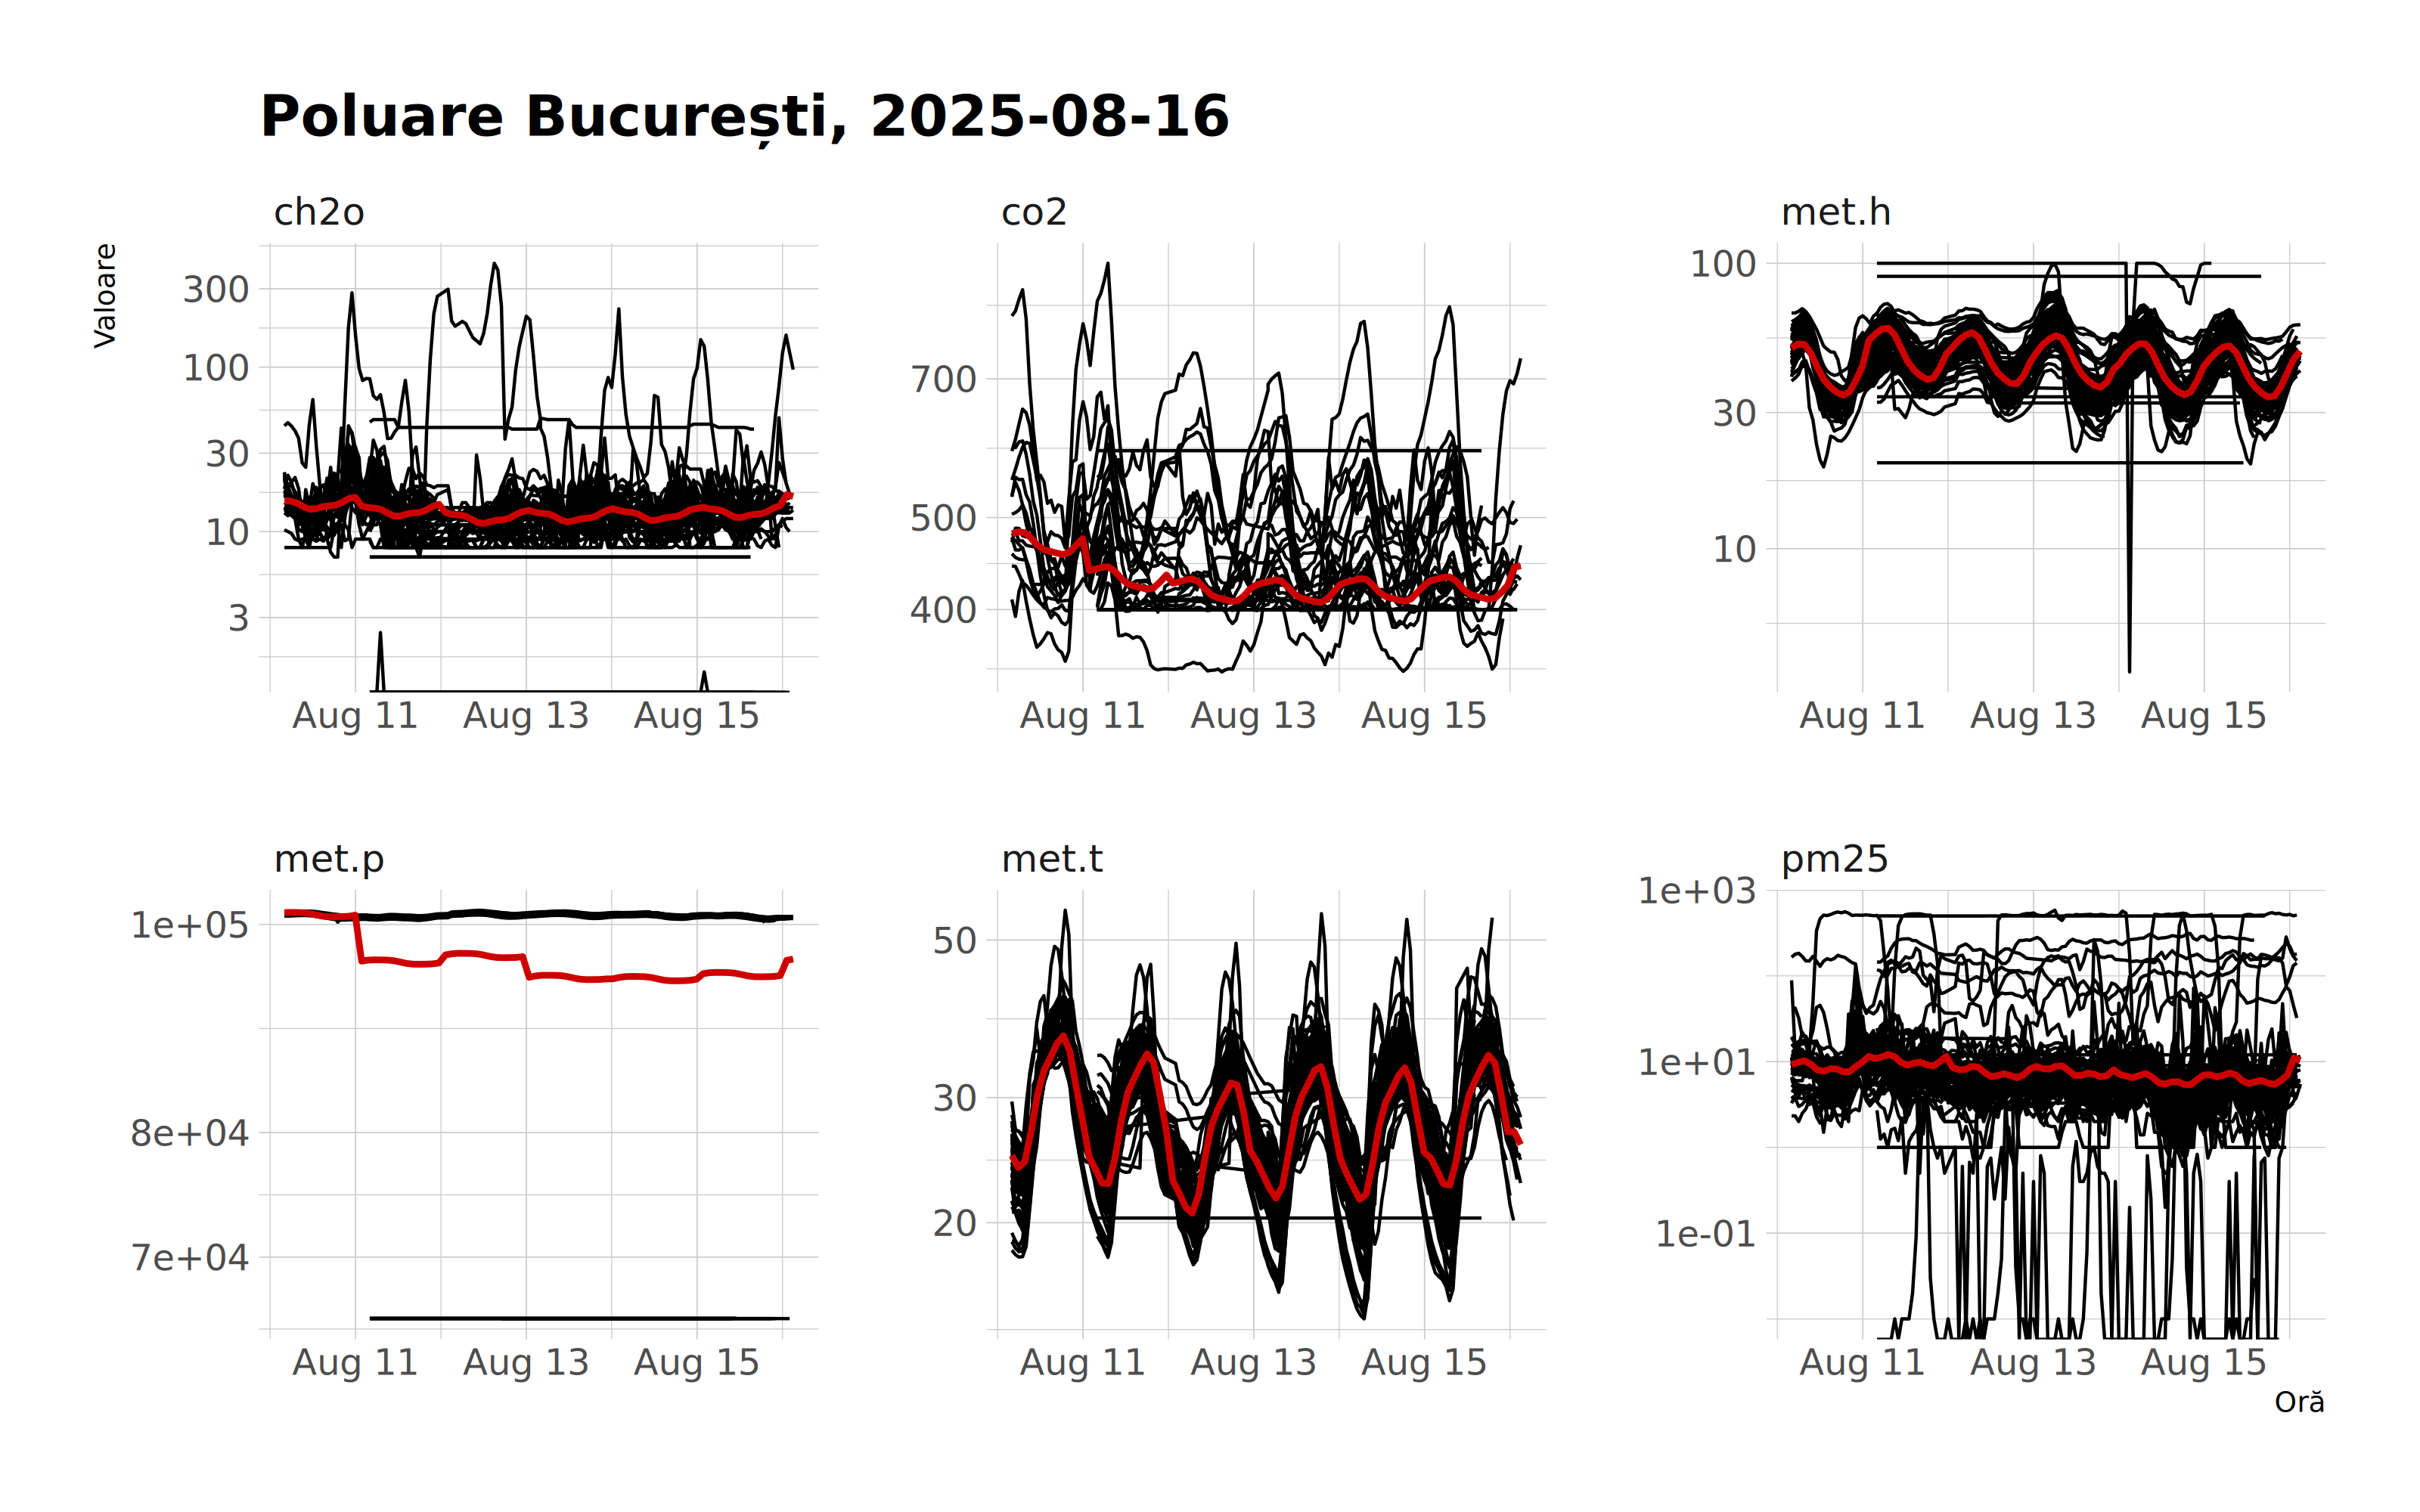 Poluare București, 2025-08-16
Valoare
ch2o
300
100
30
10
3
Aug 11 Aug 13 Aug 15
co2
700
500
400
Aug 11 Aug 13 Aug 15
met.h
100
30
10
Aug 11 Aug 13 Aug 15
met.p
1e+05
8e+04
7e+04
Aug 11 Aug 13 Aug 15
met.t
50
30
20
Aug 11 Aug 13 Aug 15
pm25
1e+03
1e+01
1e-01
Aug 11 Aug 13 Aug 15
Oră